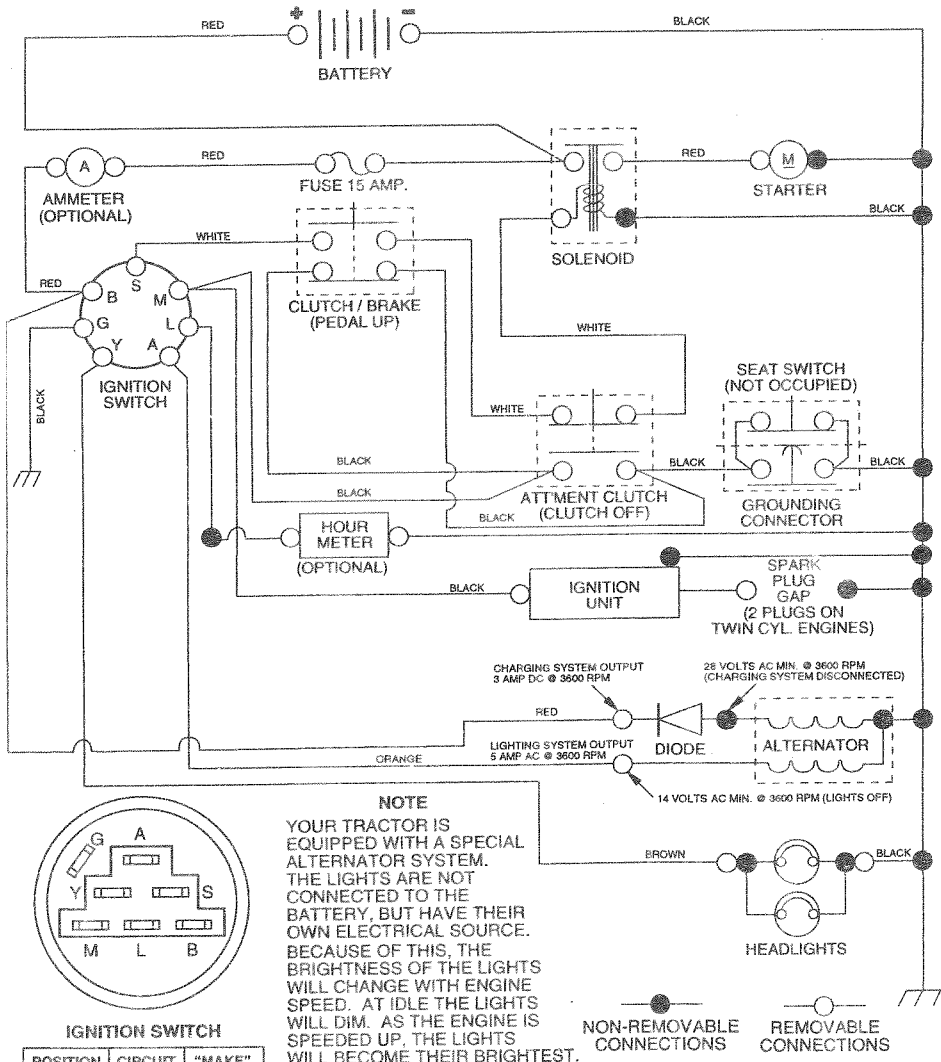 +
-
RED
BLACK
BATTERY
A
RED
FUSE 15 AMP.
RED
M
STARTER
AMMETER
(OPTIONAL)
WHITE
BLACK
SOLENOID
RED
S
B
M
G
L
Y
A
IGNITION
SWITCH
CLUTCH / BRAKE
(PEDAL UP)
WHITE
BLACK
SEAT SWITCH
(NOT OCCUPIED)
WHITE
BLACK
BLACK
BLACK
BLACK
ATT'MENT CLUTCH
(CLUTCH OFF)
BLACK
GROUNDING
CONNECTOR
HOUR
METER
(OPTIONAL)
BLACK
IGNITION
UNIT
SPARK
PLUG
GAP
(2 PLUGS ON
TWIN CYL. ENGINES)
CHARGING SYSTEM OUTPUT
3 AMP DC @ 3600 RPM
28 VOLTS AC MIN. @ 3600 RPM
(CHARGING SYSTEM DISCONNECTED)
RED
DIODE
ALTERNATOR
LIGHTING SYSTEM OUTPUT
5 AMP AC @ 3600 RPM
ORANGE
14 VOLTS AC MIN. @ 3600 RPM (LIGHTS OFF)
BROWN
BLACK
HEADLIGHTS
G
A
Y
S
M
L
B
IGNITION SWITCH
POSITION CIRCUIT "MAKE"
NOTE
YOUR TRACTOR IS
EQUIPPED WITH A SPECIAL
ALTERNATOR SYSTEM.
THE LIGHTS ARE NOT
CONNECTED TO THE
BATTERY, BUT HAVE THEIR
OWN ELECTRICAL SOURCE.
BECAUSE OF THIS, THE
BRIGHTNESS OF THE LIGHTS
WILL CHANGE WITH ENGINE
SPEED. AT IDLE THE LIGHTS
WILL DIM. AS THE ENGINE IS
SPEEDED UP, THE LIGHTS
WILL BECOME THEIR BRIGHTEST.
NON-REMOVABLE
CONNECTIONS
REMOVABLE
CONNECTIONS